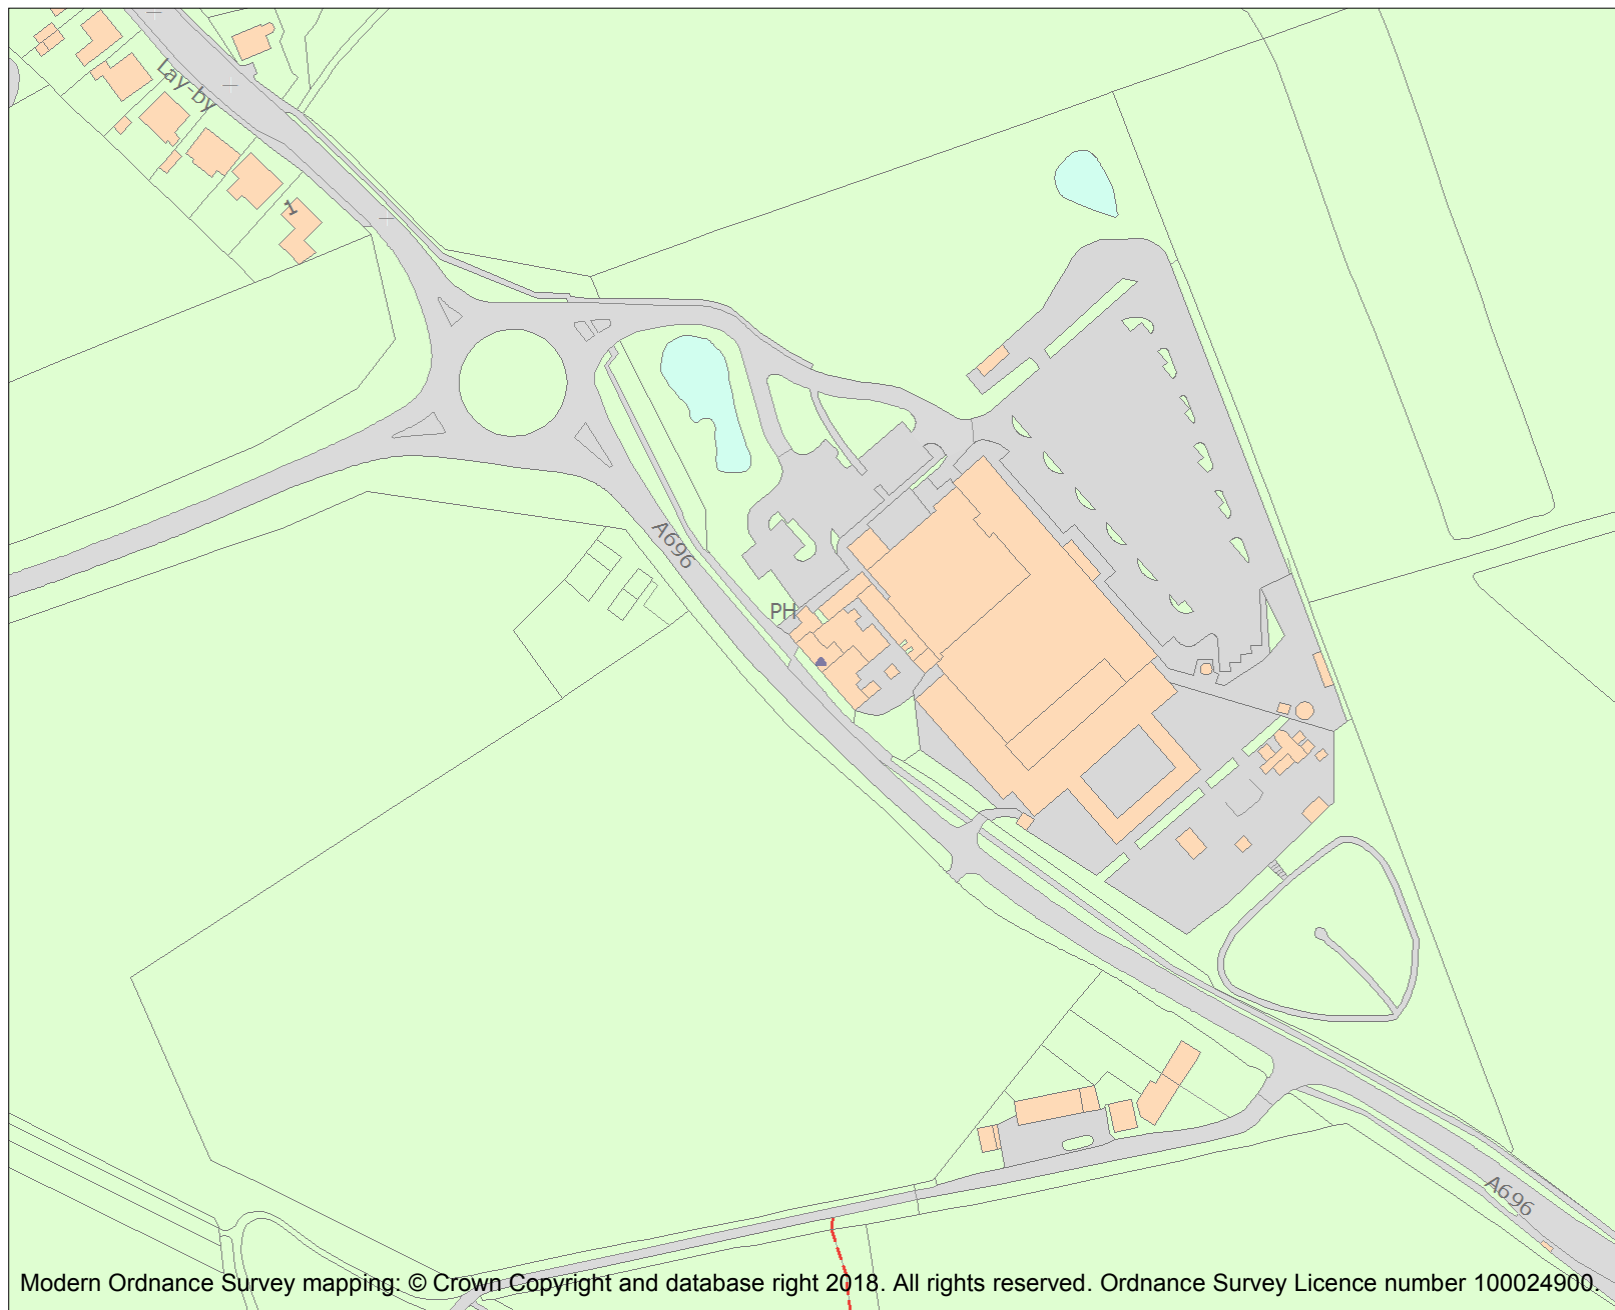 Lay-by
1
A696
PH
A696
Modern Ordnance Survey mapping: © Crown Copyright and database right 2018. All rights reserved. Ordnance Survey Licence number 100024900.